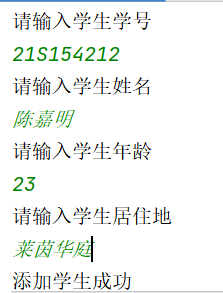 请输入学生学号
21S154212
请输入学生姓名
陈嘉明
请输入学生年龄
23
请输入学生居住地
莱茵华庭
添加学生成功